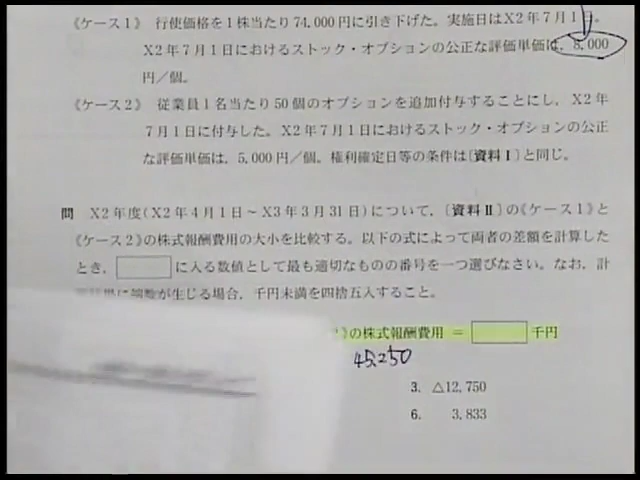 《ケース1》 行使価格を1株当たり74,000円に引き下げた。実施日はX2年7月1日。
X2年7月1日におけるストック・オプションの公正な評価単価は、8,000
円／個。
《ケース2》 従業員1名当たり50個のオプションを追加付与することにし、X2年
7月1日に付与した。X2年7月1日におけるストック・オプションの公正
な評価単価は、5,000円／個。権利確定日等の条件は〔資料Ⅰ〕と同じ。
問 X2年度(X2年4月1日～X3年3月31日)について、〔資料Ⅱ〕の《ケース1》と
《ケース2》の株式報酬費用の大小を比較する。以下の式によって両者の差額を計算した
とき、 に入る数値として最も適切なものの番号を一つ選びなさい。なお、計
端数が生じる場合、千円未満を四捨五入すること。
の株式報酬費用 ＝ 千円
45,250
3. △12,750
6. 3,833